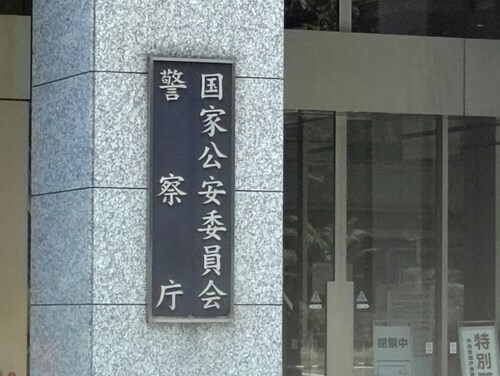 国家公安委員会
警察庁
閉鎖中
特別